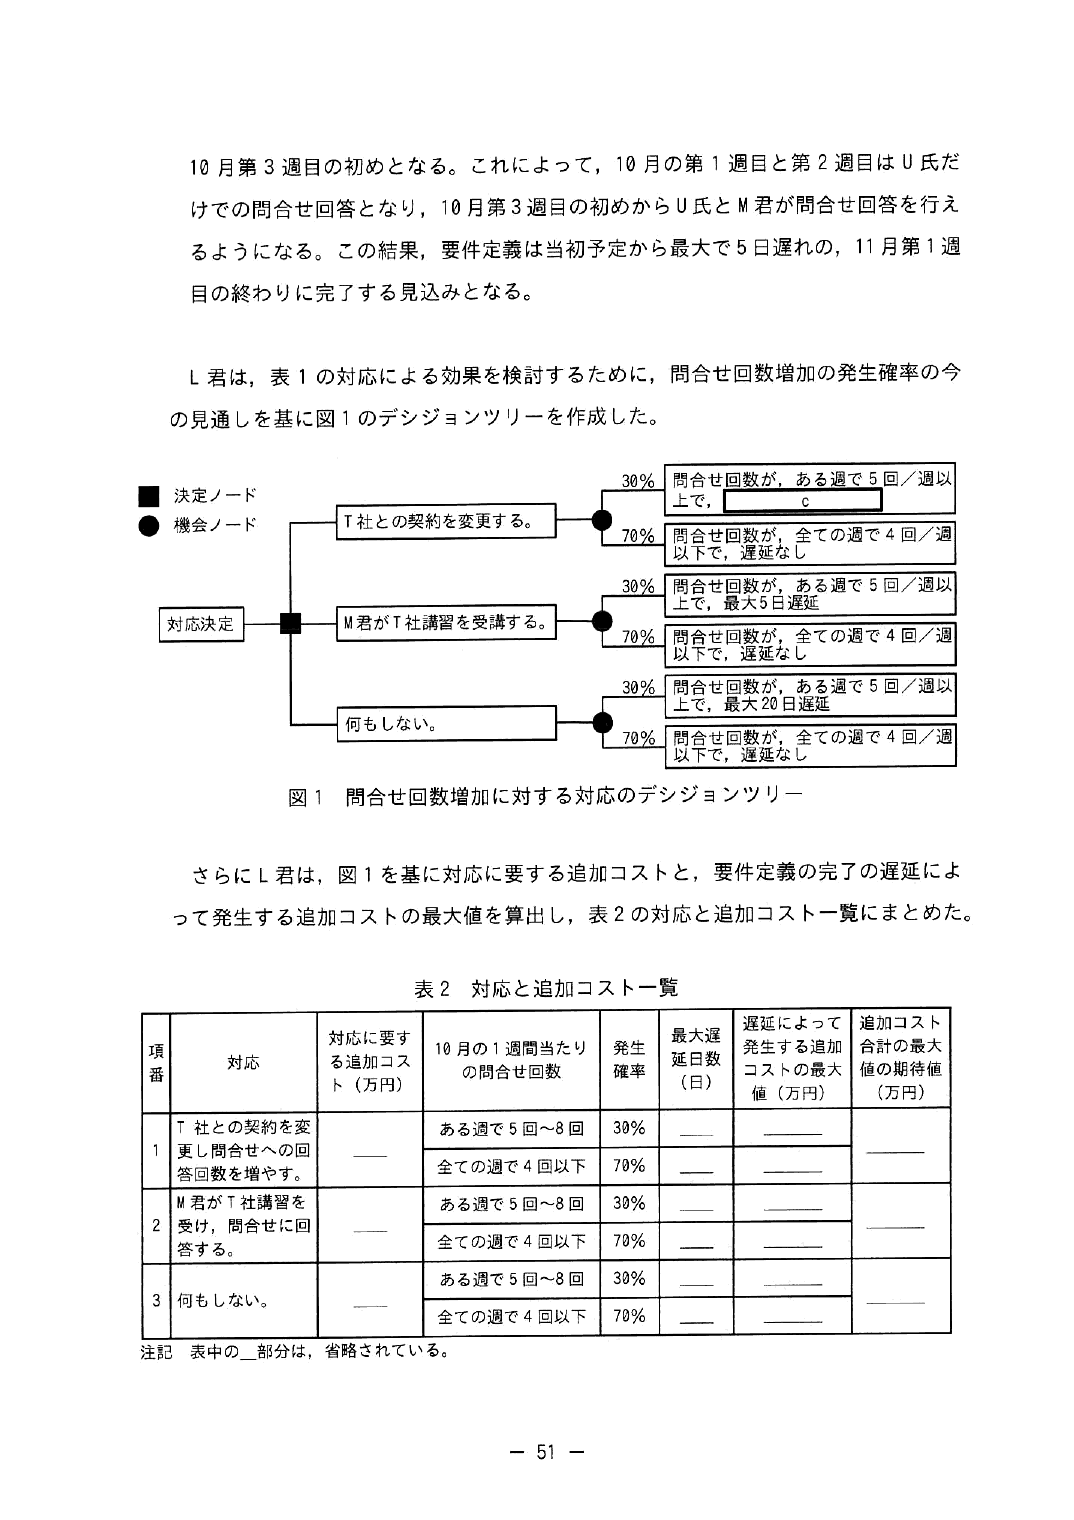 10月第3週目の初めとなる。これによって，10月の第1週目と第2週目はU氏だ
けでの問合せ回答となり，10月第3週目の初めからU氏とM君が問合せ回答を行え
るようになる。この結果，要件定義は当初予定から最大で5日遅れの，11月第1週
目の終わりに完了する見込みとなる。
L君は，表1の対応による効果を検討するために，問合せ回数増加の発生確率の今
の見通しを基に図1のデシジョンツリーを作成した。
■ 決定ノード
● 機会ノード
対応決定
T社との契約を変更する。
30%
問合せ回数が，ある週で5回／週以
上で， c
70%
問合せ回数が，全ての週で4回／週
以下で，遅延なし
M君がT社講習を受講する。
30%
問合せ回数が，ある週で5回／週以
上で，最大5日遅延
70%
問合せ回数が，全ての週で4回／週
以下で，遅延なし
何もしない。
30%
問合せ回数が，ある週で5回／週以
上で，最大20日遅延
70%
問合せ回数が，全ての週で4回／週
以下で，遅延なし
図1 問合せ回数増加に対する対応のデシジョンツリー
さらにL君は，図1を基に対応に要する追加コストと，要件定義の完了の遅延によ
って発生する追加コストの最大値を算出し，表2の対応と追加コスト一覧にまとめた。
表2 対応と追加コスト一覧
項
番
対応
対応に要す
る追加コス
ト（万円）
10月の1週間当たり
の問合せ回数
発生
確率
最大遅
延日数
（日）
遅延によって
発生する追加
コストの最大
値（万円）
追加コスト
合計の最大
値の期待値
（万円）
1
T社との契約を変
更し問合せへの回
答回数を増やす。
ある週で5回～8回
30%
全ての週で4回以下
70%
2
M君がT社講習を
受け，問合せに回
答する。
ある週で5回～8回
30%
全ての週で4回以下
70%
3
何もしない。
ある週で5回～8回
30%
全ての週で4回以下
70%
注記 表中の＿部分は，省略されている。
－ 51 －